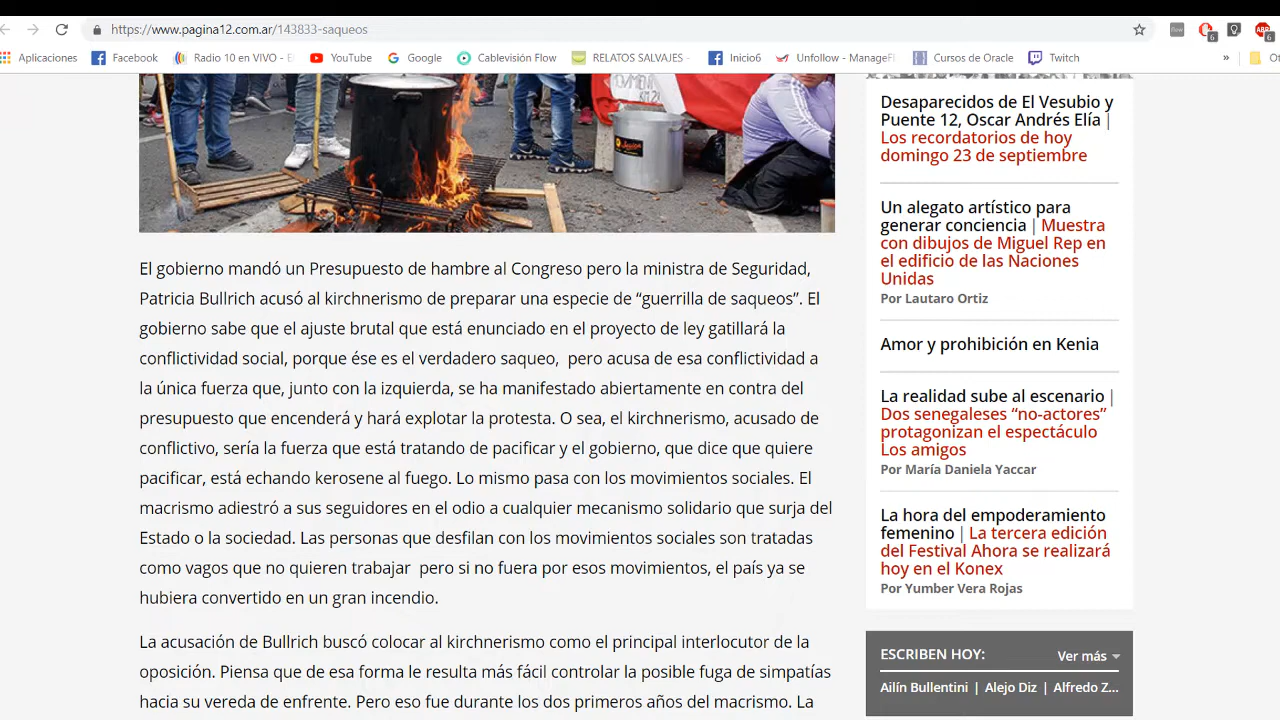 https://www.pagina12.com.ar/143833-saqueos
Aplicaciones
Facebook
Radio 10 en VIVO - E
YouTube
Google
Cablevisión Flow
RELATOS SALVAJES -
Inicio6
Unfollow - ManageFl
Cursos de Oracle
Twitch
»
El gobierno mandó un Presupuesto de hambre al Congreso pero la ministra de Seguridad,
Patricia Bullrich acusó al kirchnerismo de preparar una especie de “guerrilla de saqueos”. El
gobierno sabe que el ajuste brutal que está enunciado en el proyecto de ley gatillará la
conflictividad social, porque ése es el verdadero saqueo, pero acusa de esa conflictividad a
la única fuerza que, junto con la izquierda, se ha manifestado abiertamente en contra del
presupuesto que encenderá y hará explotar la protesta. O sea, el kirchnerismo, acusado de
conflictivo, sería la fuerza que está tratando de pacificar y el gobierno, que dice que quiere
pacificar, está echando kerosene al fuego. Lo mismo pasa con los movimientos sociales. El
macrismo adiestró a sus seguidores en el odio a cualquier mecanismo solidario que surja del
Estado o la sociedad. Las personas que desfilan con los movimientos sociales son tratadas
como vagos que no quieren trabajar pero si no fuera por esos movimientos, el país ya se
hubiera convertido en un gran incendio.
La acusación de Bullrich buscó colocar al kirchnerismo como el principal interlocutor de la
oposición. Piensa que de esa forma le resulta más fácil controlar la posible fuga de simpatías
hacia su vereda de enfrente. Pero eso fue durante los dos primeros años del macrismo. La
Desaparecidos de El Vesubio y
Puente 12, Oscar Andrés Elía |
Los recordatorios de hoy
domingo 23 de septiembre
Un alegato artístico para
generar conciencia | Muestra
con dibujos de Miguel Rep en
el edificio de las Naciones
Unidas
Por Lautaro Ortiz
Amor y prohibición en Kenia
La realidad sube al escenario |
Dos senegaleses “no-actores”
protagonizan el espectáculo
Los amigos
Por María Daniela Yaccar
La hora del empoderamiento
femenino | La tercera edición
del Festival Ahora se realizará
hoy en el Konex
Por Yumber Vera Rojas
ESCRIBEN HOY:
Ver más
Ailín Bullentini | Alejo Diz | Alfredo Z...